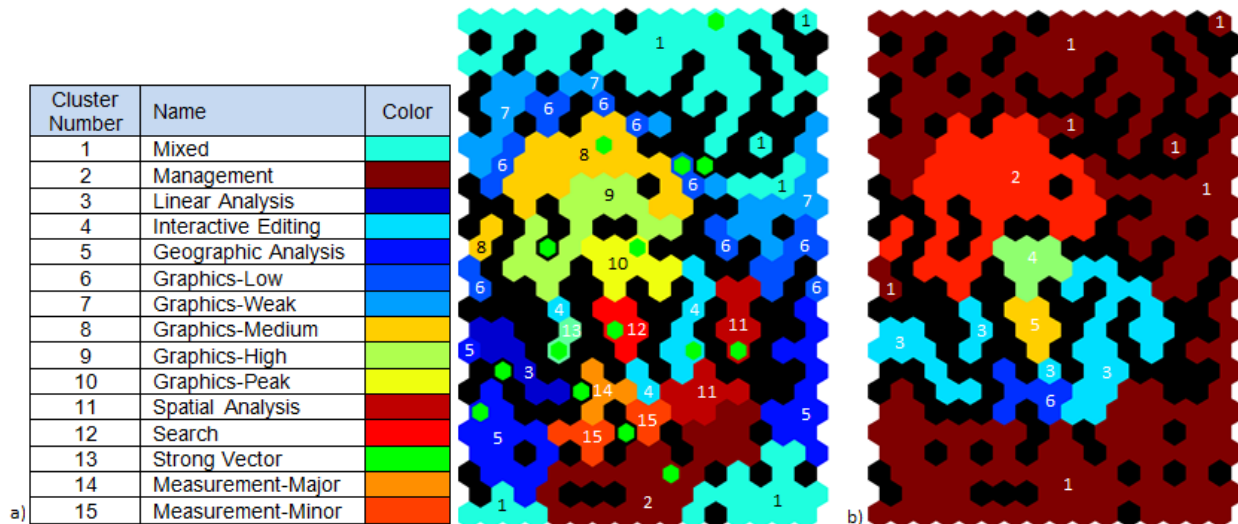 Cluster Number	Name	Color
1	Mixed
2	Management
3	Linear Analysis
4	Interactive Editing
5	Geographic Analysis
6	Graphics-Low
7	Graphics-Weak
8	Graphics-Medium
9	Graphics-High
10	Graphics-Peak
11	Spatial Analysis
12	Search
13	Strong Vector
14	Measurement-Major
15	Measurement-Minor
a)
1
1
7
6
7 6
6
1
8
6
6 1
9
7
8 6 6
10
6 6
4 4
13 12 11
5
3
14 4 11
5
15
5 15
1 2 1
b)
1
1
1
1
2
1
4
1
5
3
3
3 3
6
1